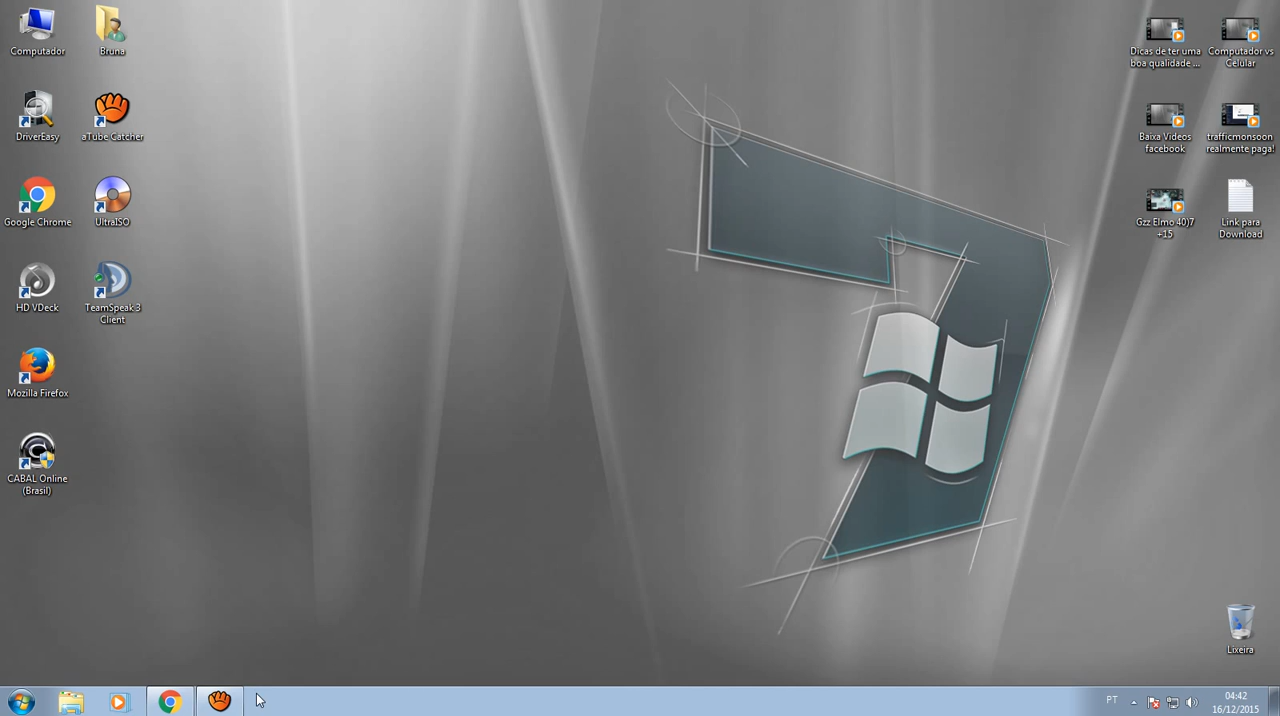 Computador
Bruna
DriverEasy
aTube Catcher
Google Chrome
UltraISO
HD VDeck
TeamSpeak 3
Client
Mozilla Firefox
CABAL Online
(Brasil)
Dicas de ter uma
boa qualidade ...
Computador vs
Celular
Baixa Videos
facebook
trafficmonsoon
realmente paga!
Gzz Elmo 40)7
+15
Link para
Download
Lixeira
PT
04:42
16/12/2015